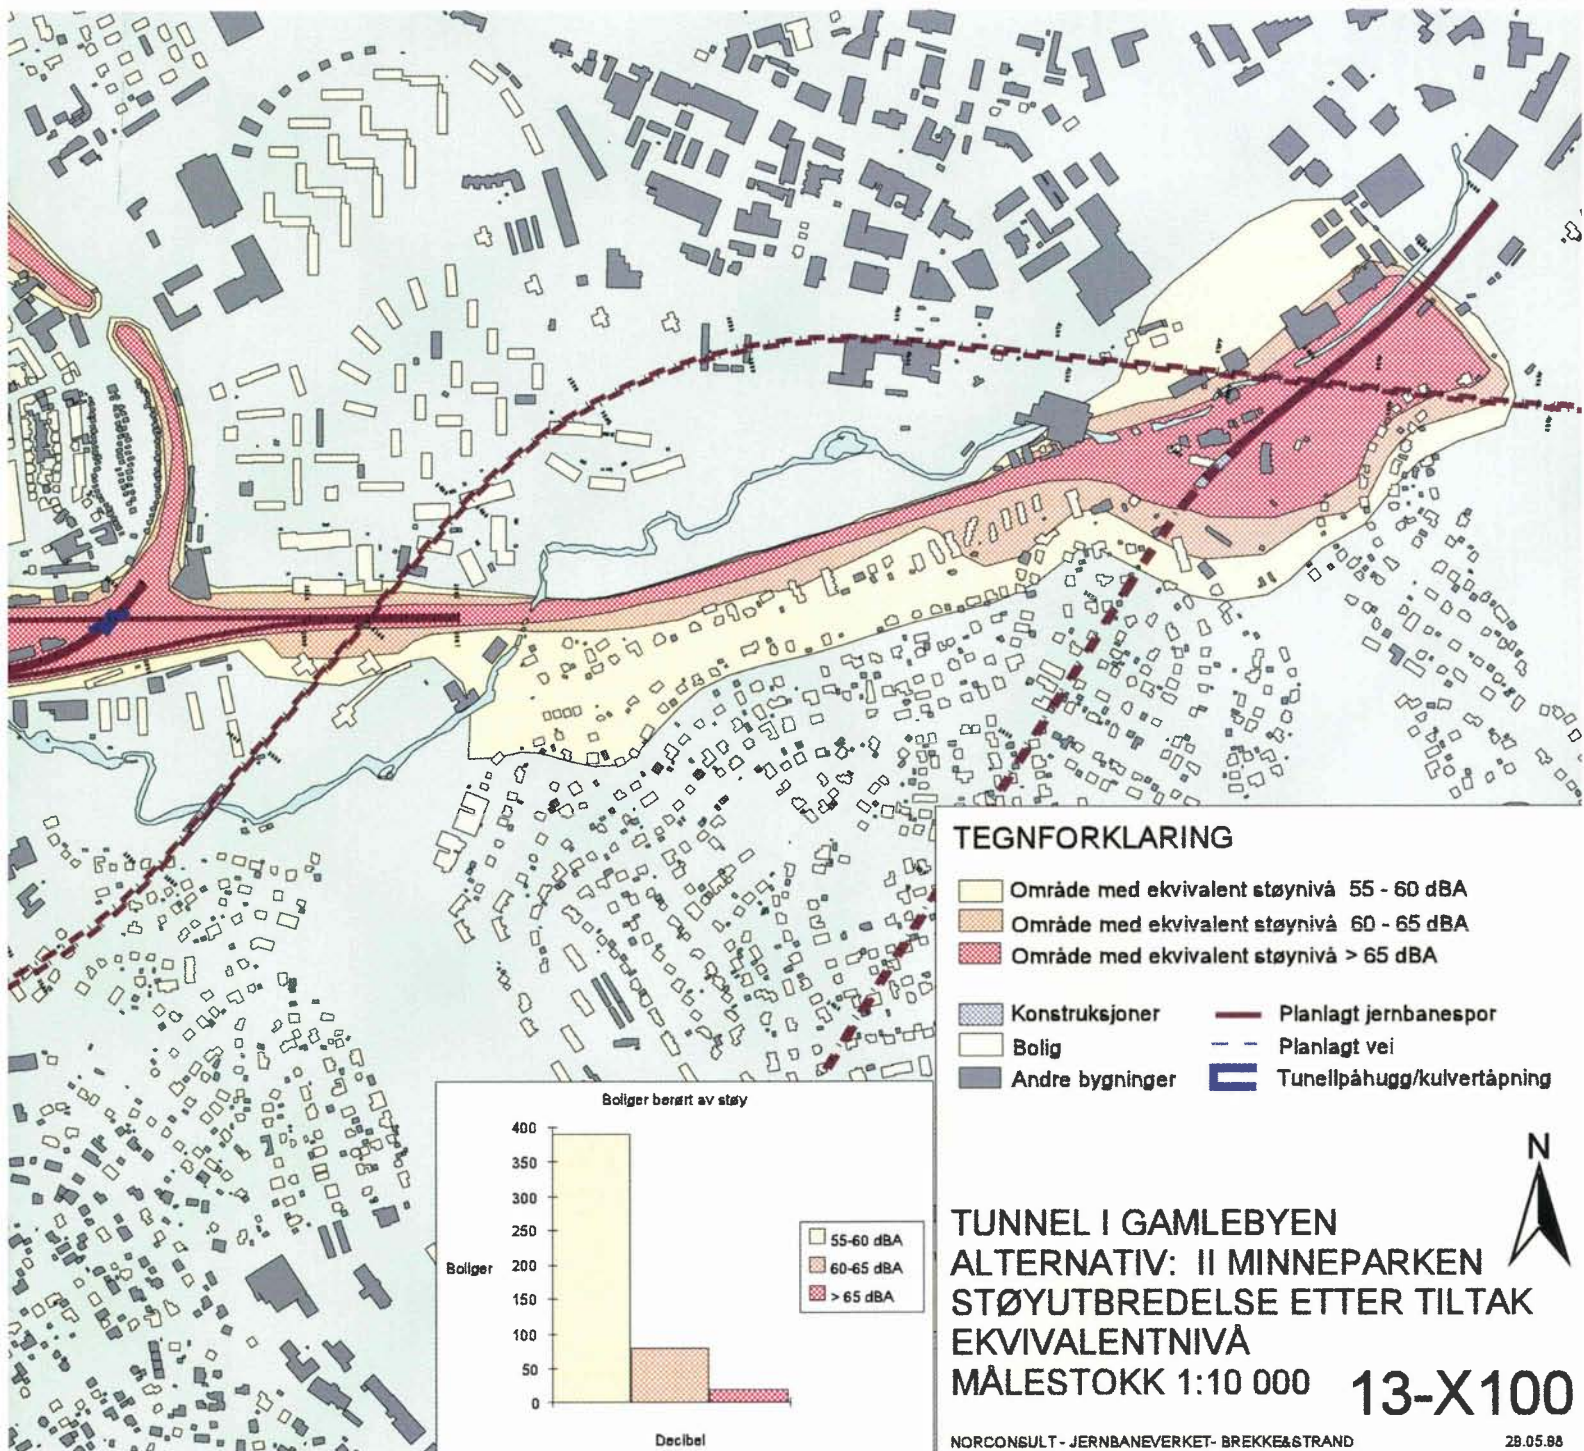 TEGNFORKLARING
Område med ekvivalent støynivå 55 - 60 dBA
Område med ekvivalent støynivå 60 - 65 dBA
Område med ekvivalent støynivå > 65 dBA
Konstruksjoner
Bolig
Andre bygninger
Planlagt jernbanespor
Planlagt vei
Tunellpåhugg/kulvertåpning
Boliger berørt av støy
400
350
300
250
200
150
100
50
0
Boliger
Decibel
55-60 dBA
60-65 dBA
> 65 dBA
N
TUNNEL I GAMLEBYEN
ALTERNATIV: II MINNEPARKEN
STØYUTBREDELSE ETTER TILTAK
EKVIVALENTNIVÅ
MÅLESTOKK 1:10 000
13-X100
NORCONSULT - JERNBANEVERKET- BREKKE&STRAND
29.05.98